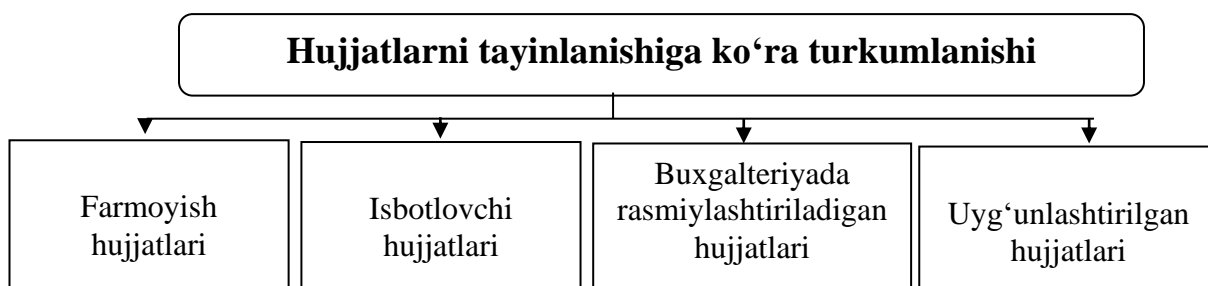 Hujjatlarni tayinlanishiga ko‘ra turkumlanishi
Farmoyish
hujjatlari
Isbotlovchi
hujjatlari
Buxgalteriyada
rasmiylashtiriladigan
hujjatlari
Uyg‘unlashtirilgan
hujjatlari